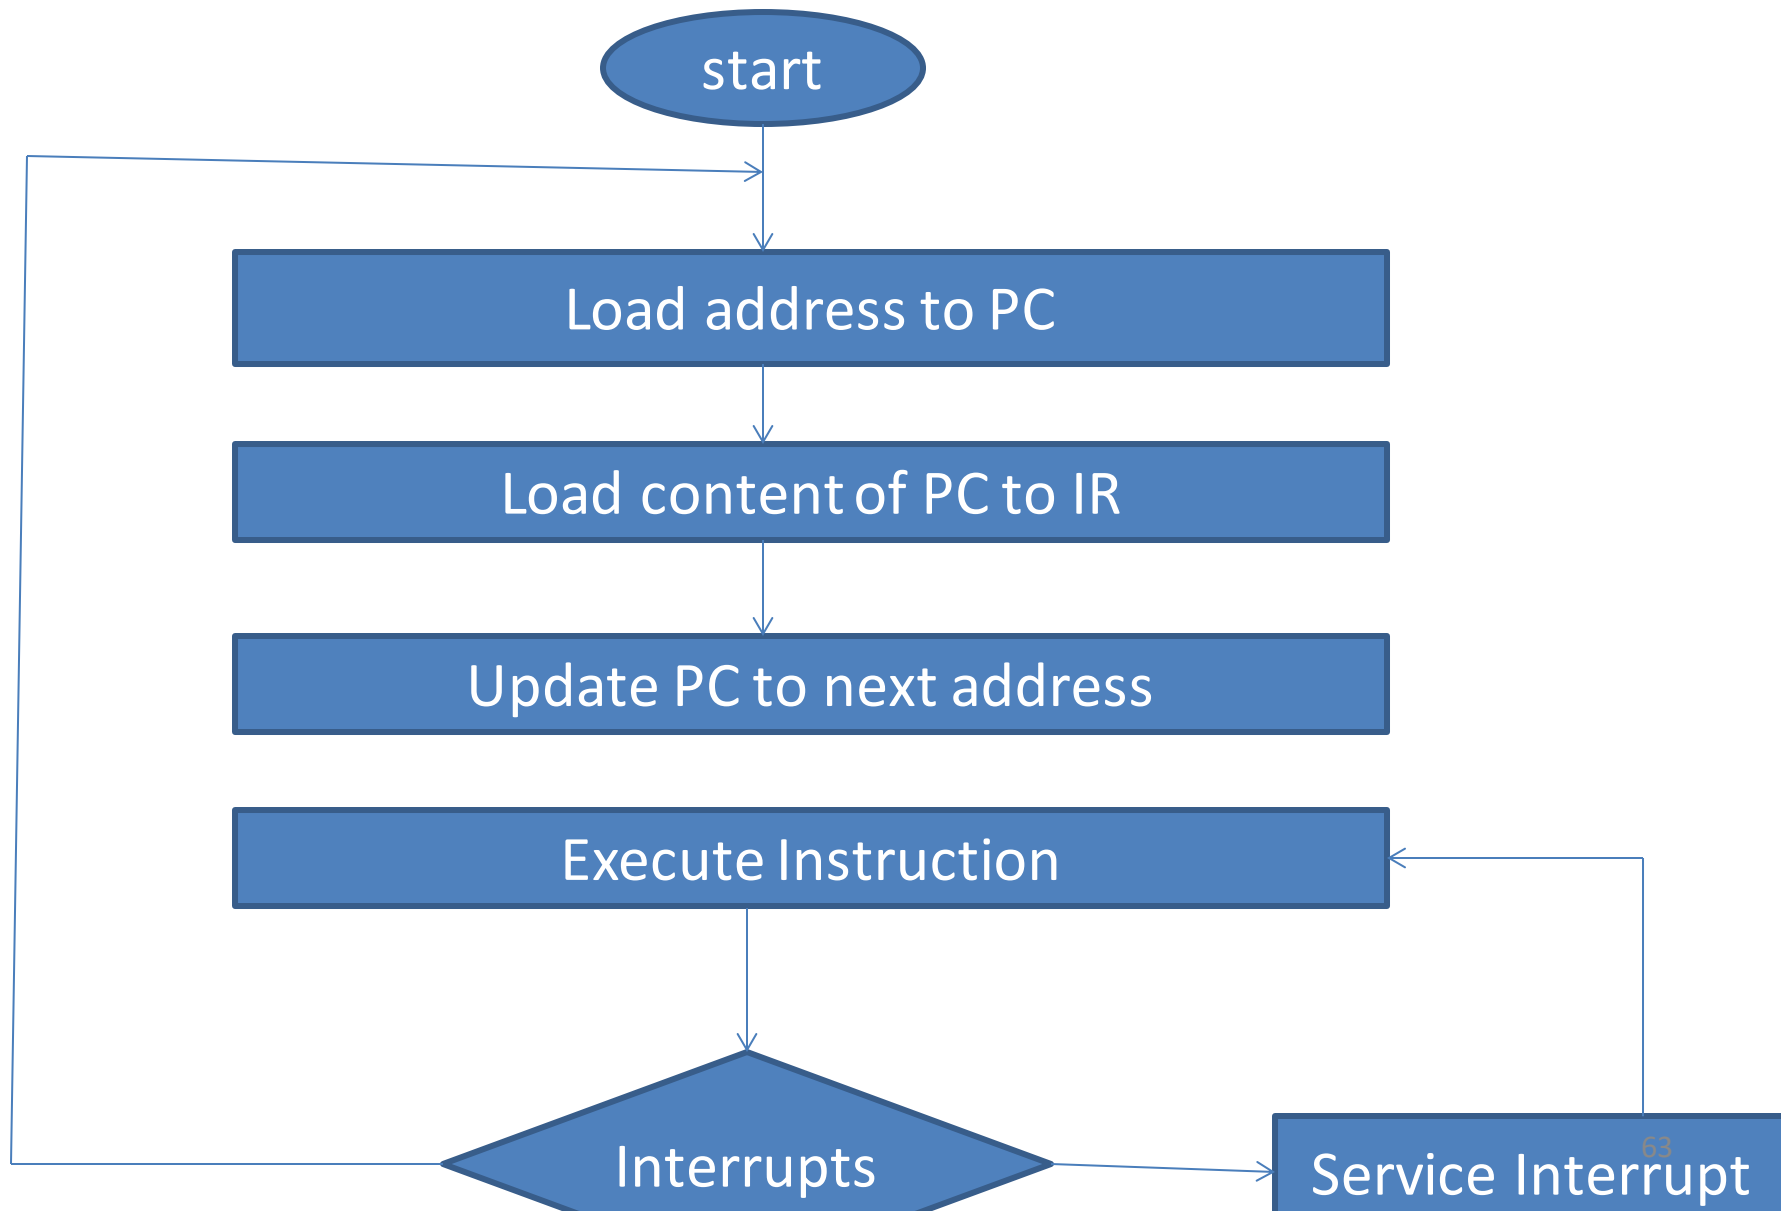 start
Load address to PC
Load content of PC to IR
Update PC to next address
Execute Instruction
Interrupts
63
Service Interrupt